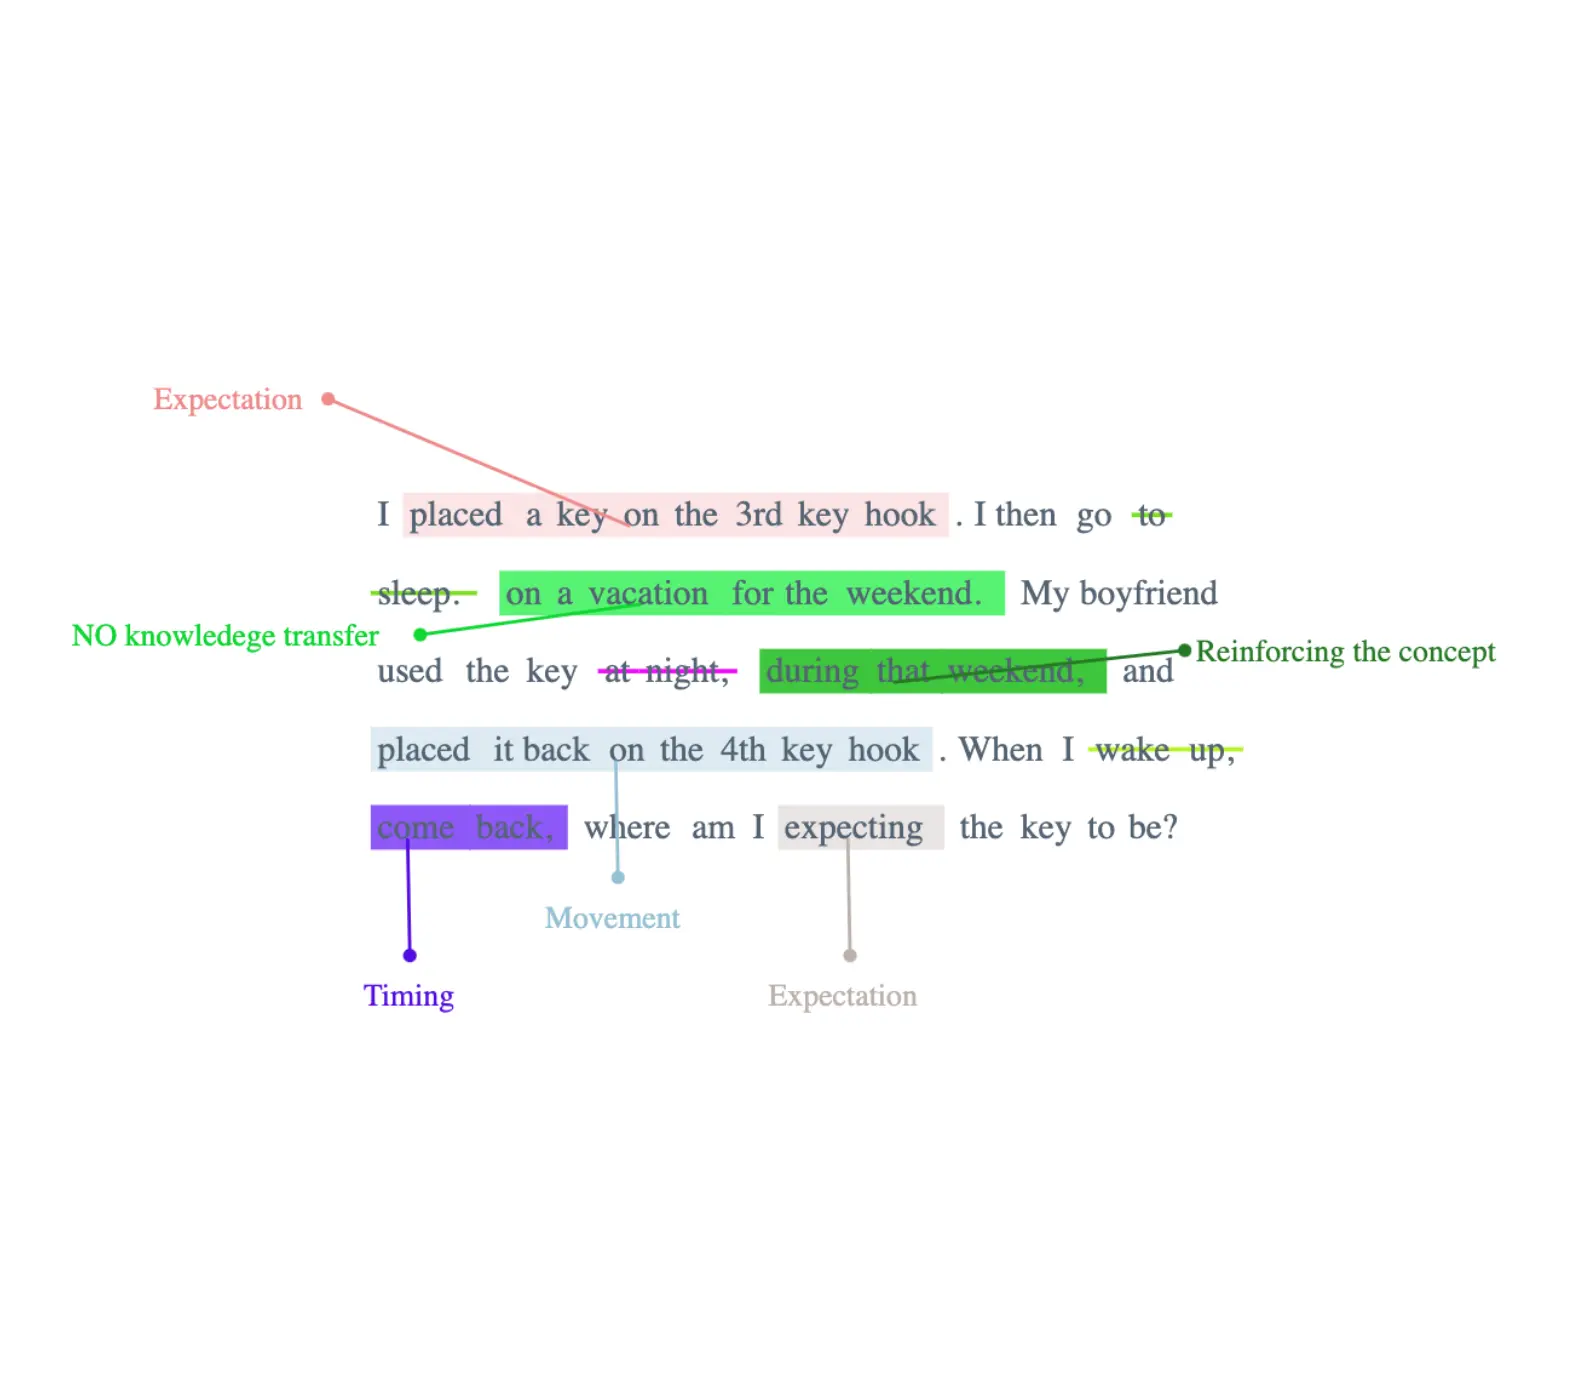 Expectation
I placed a key on the 3rd key hook . I then go to
sleep. on a vacation for the weekend. My boyfriend
NO knowledege transfer
Reinforcing the concept
used the key at night, during that weekend, and
placed it back on the 4th key hook . When I wake up,
come back, where am I expecting the key to be?
Movement
Timing
Expectation